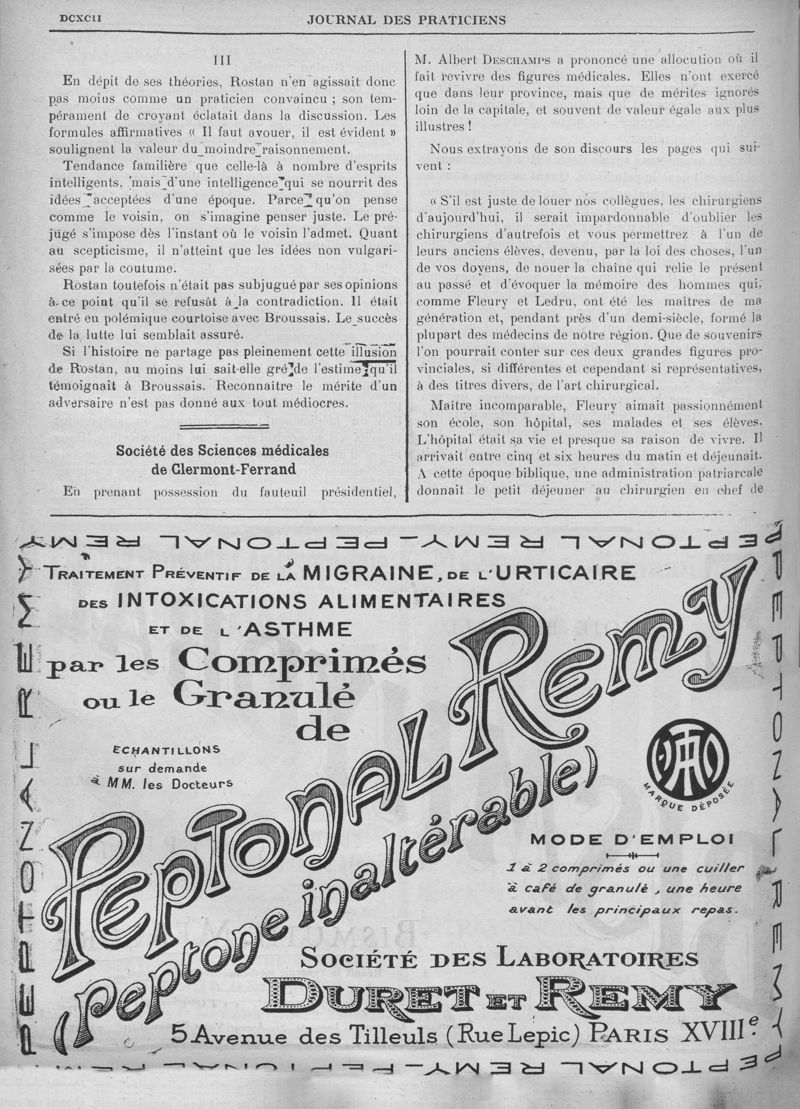 DCXCII
JOURNAL DES PRATICIENS
III
En dépit de ses théories, Rostan n'en agissait donc
pas moins comme un praticien convaincu ; son tem-
pérament de croyant éclatait dans la discussion. Les
formules affirmatives « Il faut avouer, il est évident »
soulignent la valeur du moindre raisonnement.
Tendance familière que celle-là à nombre d'esprits
intelligents, mais d'une intelligence qui se nourrit des
idées acceptées d'une époque. Parce qu'on pense
comme le voisin, on s'imagine penser juste. Le pré-
jügé s'impose dès l'instant où le voisin l'admet. Quant
au scepticisme, il n'atteint que les idées non vulgari-
sées par la coutume.
Rostan toutefois n'était pas subjugué par ses opinions
à ce point qu'il se refusât à la contradiction. Il était
entré en polémique courtoise avec Broussais. Le succès
de la lutte lui semblait assuré.
Si l'histoire ne partage pas pleinement cette illusion
de Rostan, au moins lui sait-elle gré de l'estime qu'il
témoignait à Broussais. Reconnaître le mérite d'un
adversaire n'est pas donné aux tout médiocres.
Société des Sciences médicales
de Clermont-Ferrand
En prenant possession du fauteuil présidentiel,
M. Albert DESCHAMPS a prononcé une allocution où il
fait revivre des figures médicales. Elles n'ont exercé
que dans leur province, mais que de mérites ignorés
loin de la capitale, et souvent de valeur égale aux plus
illustres !
Nous extrayons de son discours les pages qui sui-
vent :
« S'il est juste de louer nos collègues, les chirurgiens
d'aujourd'hui, il serait impardonnable d'oublier les
chirurgiens d'autrefois et vous permettrez à l'un de
leurs anciens élèves, devenu, par la loi des choses, l'un
de vos doyens, de nouer la chaîne qui relie le présent
au passé et d'évoquer la mémoire des hommes qui,
comme Fleury et Ledru, ont été les maîtres de ma
génération et, pendant près d'un demi-siècle, formé la
plupart des médecins de notre région. Que de souvenirs
l'on pourrait conter sur ces deux grandes figures pro-
vinciales, si différentes et cependant si représentatives,
à des titres divers, de l'art chirurgical.
Maître incomparable, Fleury aimait passionnément
son école, son hôpital, ses malades et ses élèves.
L'hôpital était sa vie et presque sa raison de vivre. Il
arrivait entre cinq et six heures du matin et déjeunait.
A cette époque biblique, une administration patriarcale
donnait le petit déjeuner au chirurgien en chef de
PEPTONAL REMY — PEPTONAL REMY
TRAITEMENT PRÉVENTIF DE LA MIGRAINE, DE L'URTICAIRE
DES INTOXICATIONS ALIMENTAIRES
ET DE L'ASTHME
par les Comprimés
ou le Granulé
de
PEPTONAL REMY
(peptone inaltérable)
ECHANTILLONS
sur demande
à MM. les Docteurs
MARQUE DÉPOSÉE
MODE D'EMPLOI
1 à 2 comprimés ou une cuiller
à café de granulé, une heure
avant les principaux repas.
SOCIÉTÉ DES LABORATOIRES
DURET ET REMY
5 Avenue des Tilleuls (Rue Lepic) PARIS XVIIIe.
PEPTONAL REMY
PEPTONAL REMY
PEPTONAL REMY — PEPTONAL REMY